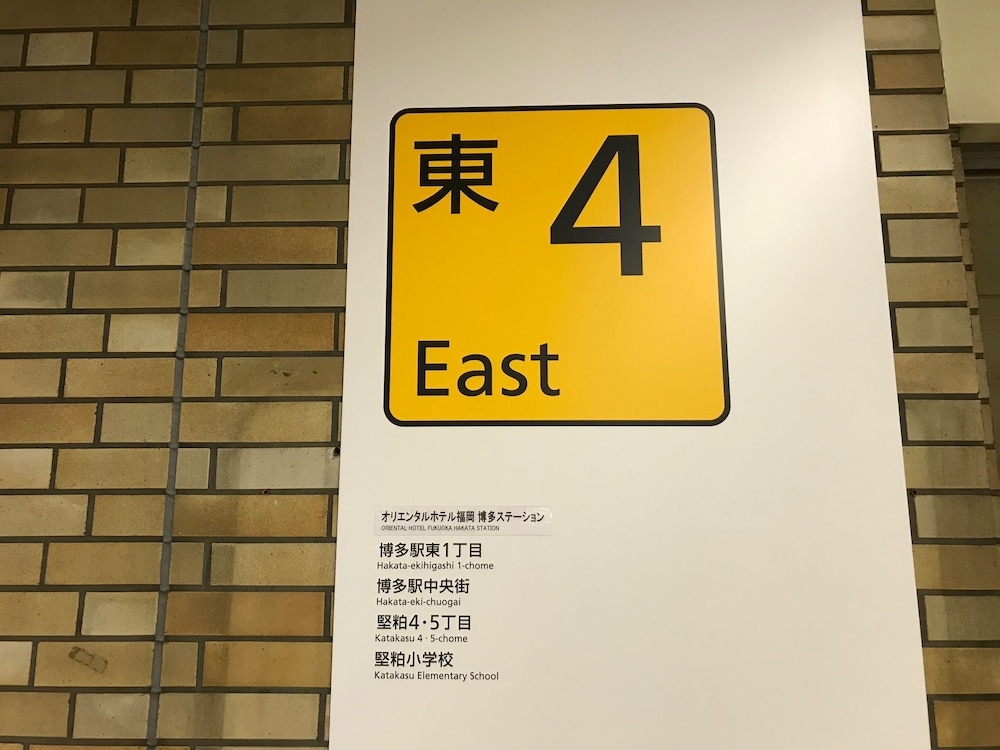 東 4
East
オリエンタルホテル福岡 博多ステーション
ORIENTAL HOTEL FUKUOKA HAKATA STATION
博多駅東1丁目
Hakata-ekihigashi 1-chome
博多駅中央街
Hakata-eki-chuogai
堅粕4・5丁目
Katakasu 4・5-chome
堅粕小学校
Katakasu Elementary School